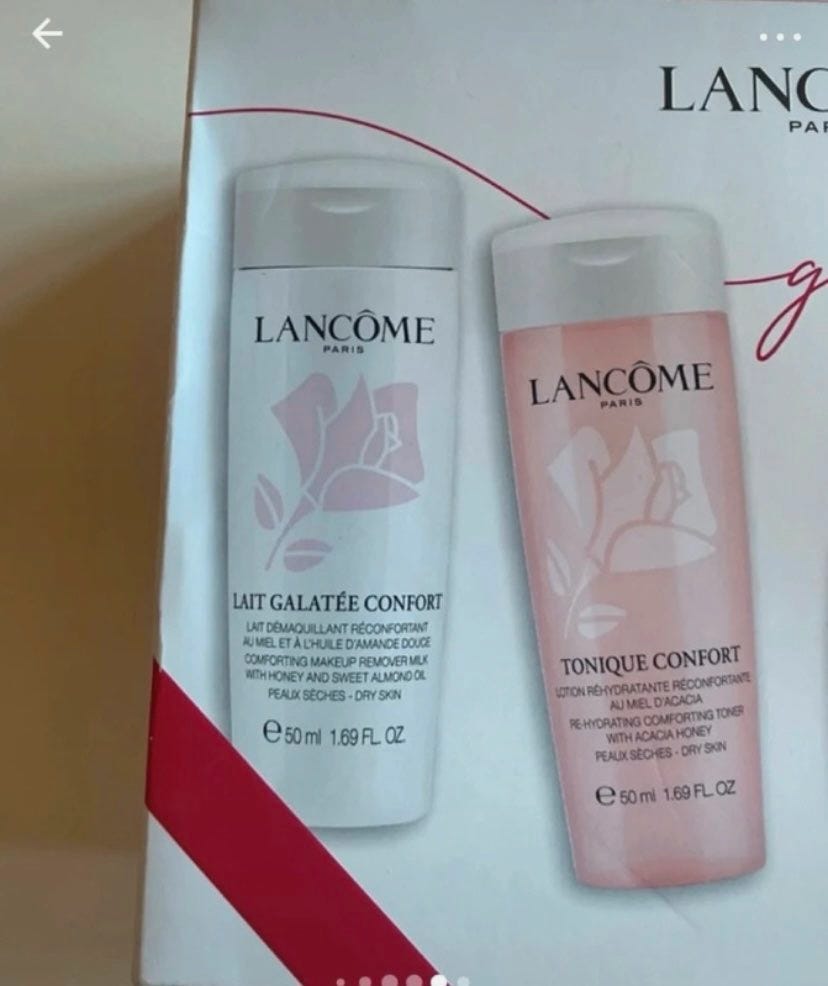 LANCÔME
PARIS
LAIT GALATÉE CONFORT
LAIT DÉMAQUILLANT RÉCONFORTANT
AU MIEL ET À L'HUILE D'AMANDE DOUCE
COMFORTING MAKEUP REMOVER MILK
WITH HONEY AND SWEET ALMOND OIL
PEAUX SÈCHES - DRY SKIN
e 50 ml 1.69 FL. OZ.
LANC
PAR
g
LANCÔME
PARIS
TONIQUE CONFORT
LOTION RÉHYDRATANTE RÉCONFORTANTE
AU MIEL D'ACACIA
RE-HYDRATING COMFORTING TONER
WITH ACACIA HONEY
PEAUX SÈCHES - DRY SKIN
e 50 ml 1.69 FL. OZ